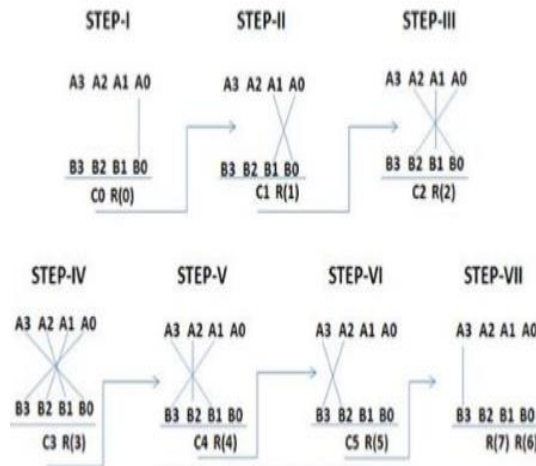 STEP-I STEP-II STEP-III
A3 A2 A1 A0 A3 A2 A1 A0 A3 A2 A1 A0
B3 B2 B1 B0 B3 B2 B1 B0 B3 B2 B1 B0
C0 R(0) C1 R(1) C2 R(2)
STEP-IV STEP-V STEP-VI STEP-VII
A3 A2 A1 A0 A3 A2 A1 A0 A3 A2 A1 A0 A3 A2 A1 A0
B3 B2 B1 B0 B3 B2 B1 B0 B3 B2 B1 B0 B3 B2 B1 B0
C3 R(3) C4 R(4) C5 R(5) R(7) R(6)